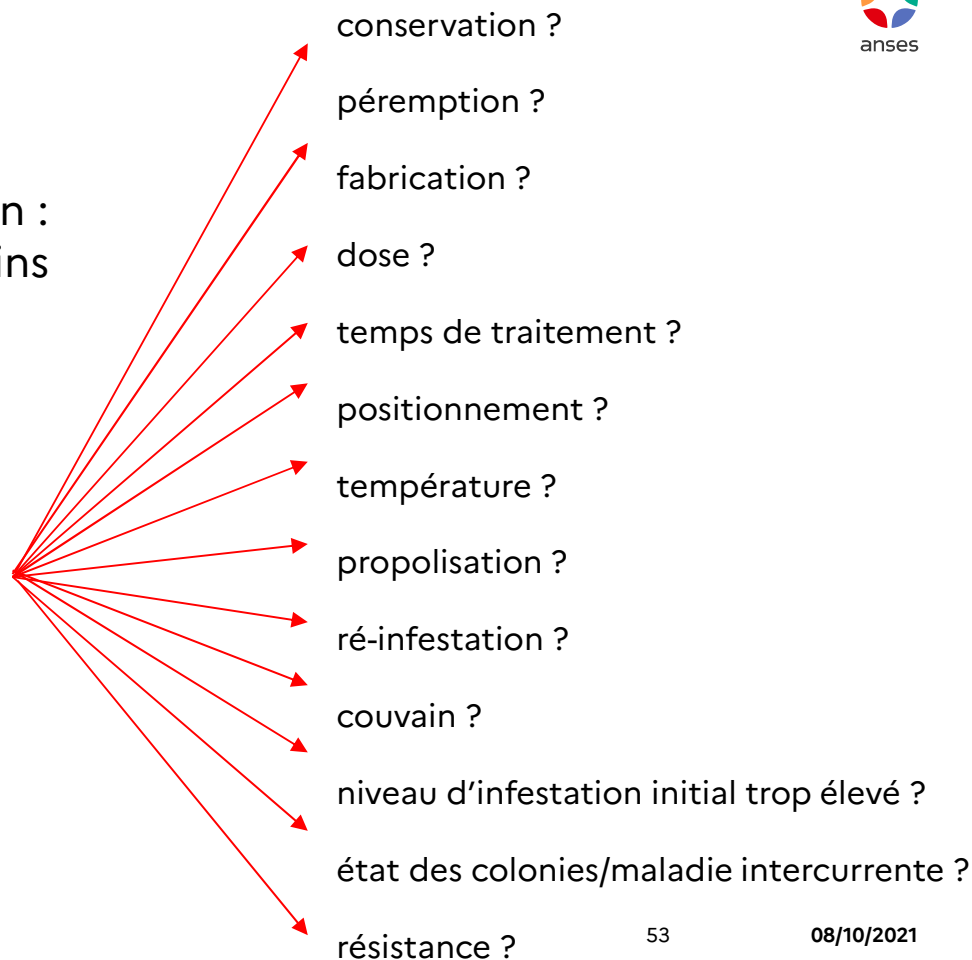 anses
n :
ins
conservation ?
péremption ?
fabrication ?
dose ?
temps de traitement ?
positionnement ?
température ?
propolisation ?
ré-infestation ?
couvain ?
niveau d’infestation initial trop élevé ?
état des colonies/maladie intercurrente ?
résistance ?
53
08/10/2021